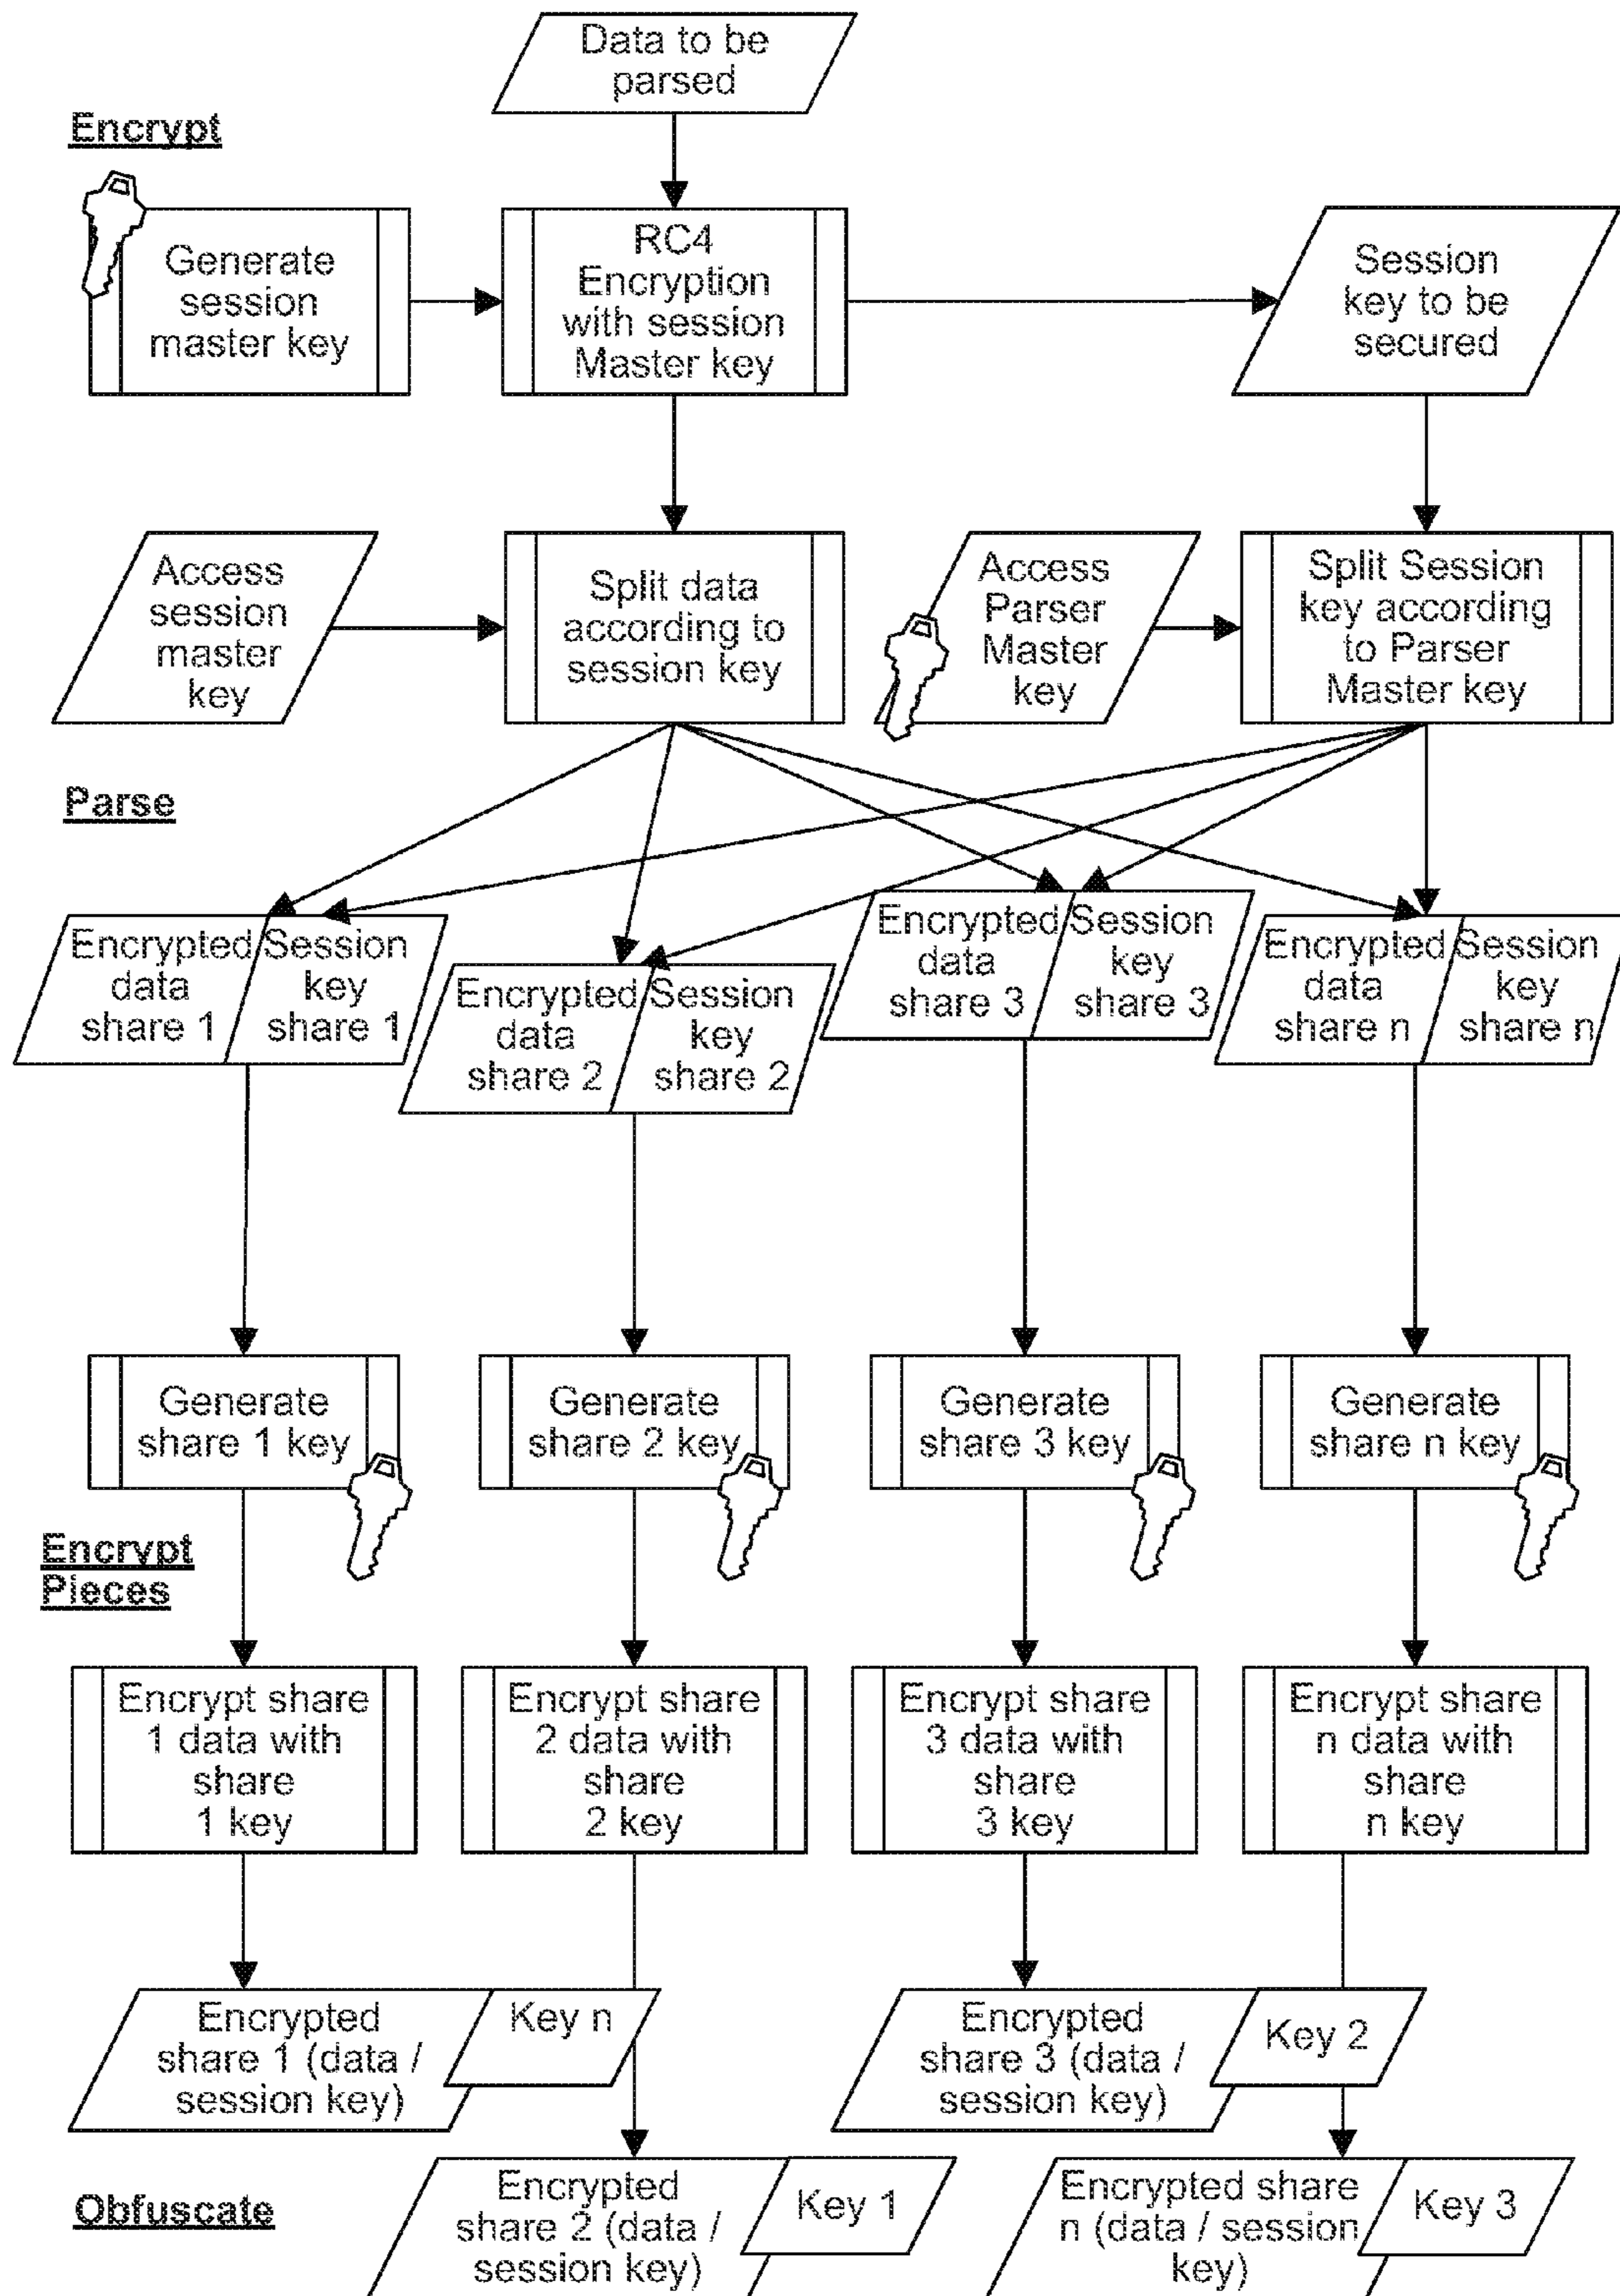 Data to be
parsed
Encrypt
Generate
session
master key
RC4
Encryption
with session
Master key
Session
key to be
secured
Access
session
master
key
Split data
according to
session key
Access
Parser
Master
key
Split Session
key according
to Parser
Master key
Parse
Encrypted
data
share 1
Session
key
share 1
Encrypted
data
share 2
Session
key
share 2
Encrypted
data
share 3
Session
key
share 3
Encrypted
data
share n
Session
key
share n
Generate
share 1 key
Generate
share 2 key
Generate
share 3 key
Generate
share n key
Encrypt
Pieces
Encrypt share
1 data with
share
1 key
Encrypt share
2 data with
share
2 key
Encrypt share
3 data with
share
3 key
Encrypt share
n data with
share
n key
Encrypted
share 1 (data /
session key)
Key n
Encrypted
share 3 (data /
session key)
Key 2
Obfuscate
Encrypted
share 2 (data /
session key)
Key 1
Encrypted share
n (data / session
key)
Key 3